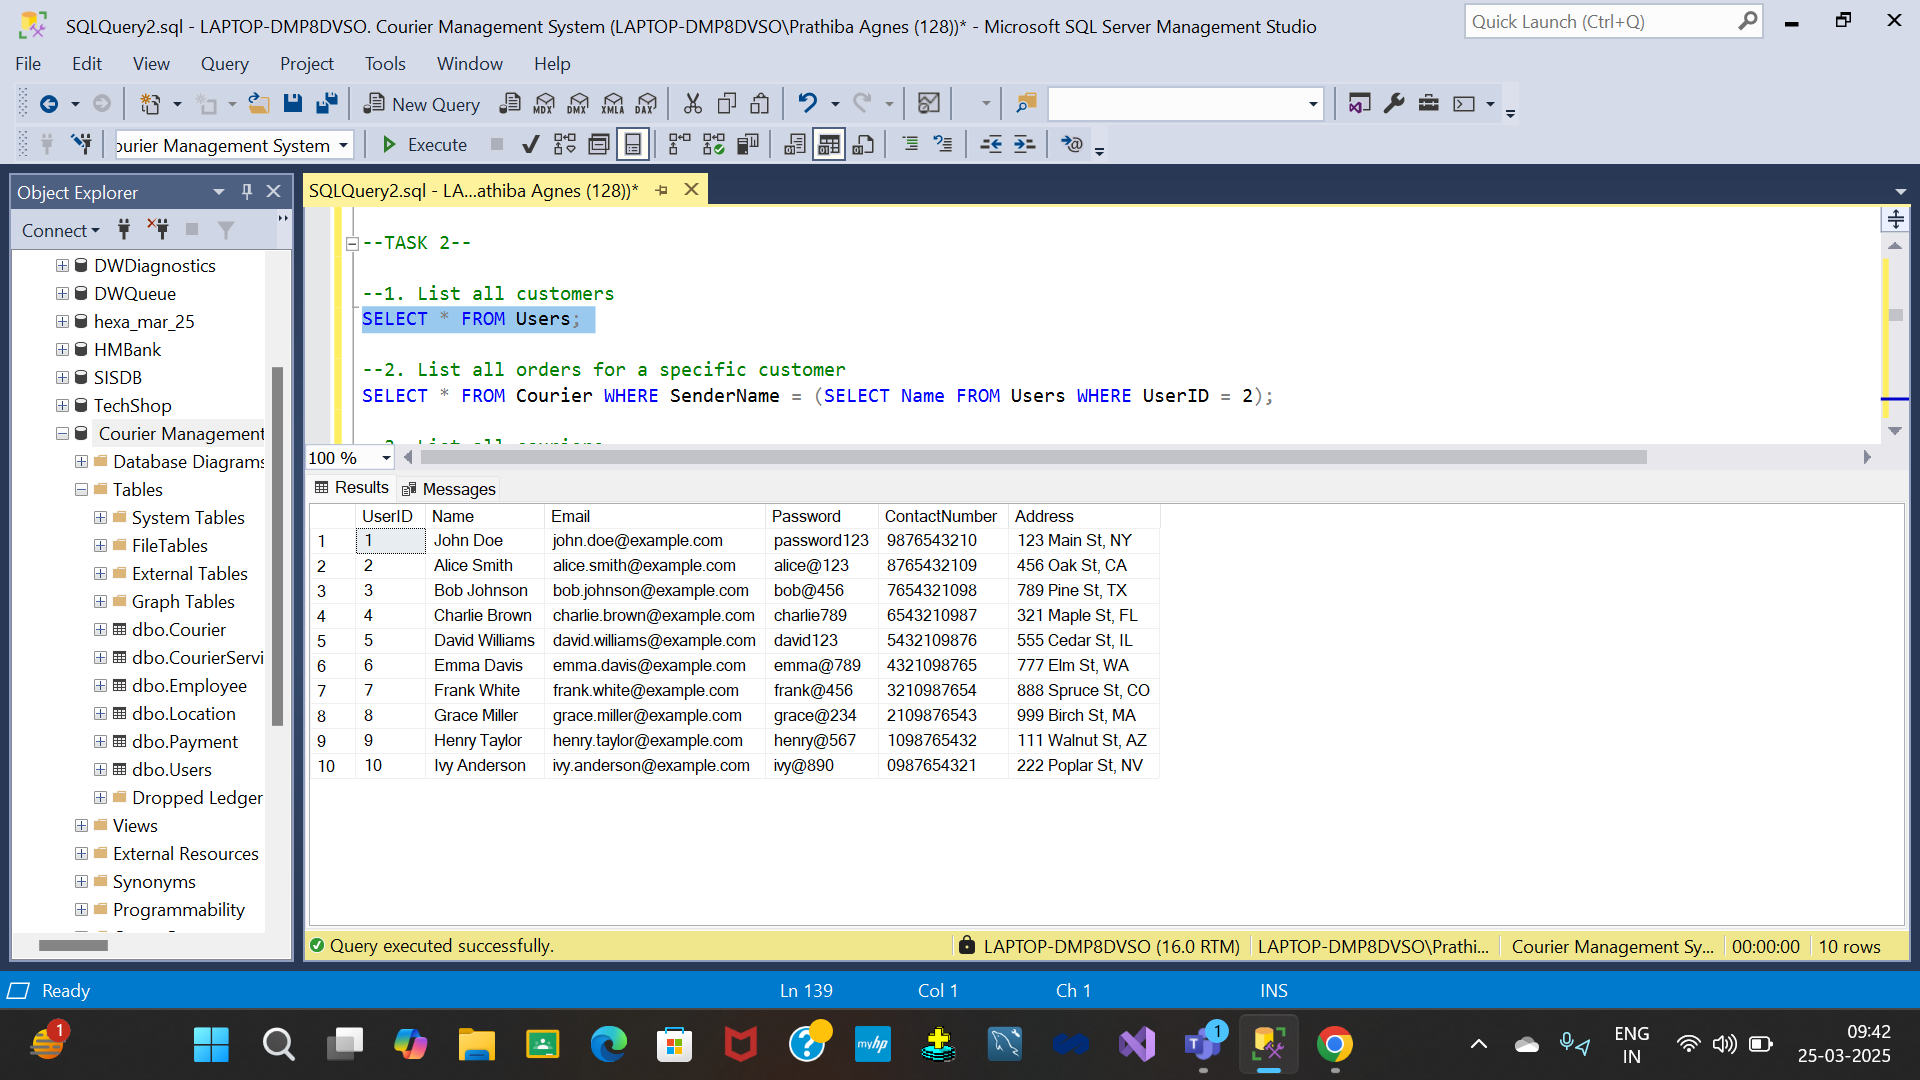 SQLQuery2.sql - LAPTOP-DMP8DVSO. Courier Management System (LAPTOP-DMP8DVSO\Prathiba Agnes (128))* - Microsoft SQL Server Management Studio
Quick Launch (Ctrl+Q)
File Edit View Query Project Tools Window Help
New Query MDX DMX XMLA DAX
ourier Management System Execute
Object Explorer
Connect
DWDiagnostics
DWQueue
hexa_mar_25
HMBank
SISDB
TechShop
Courier Management
Database Diagrams
Tables
System Tables
FileTables
External Tables
Graph Tables
dbo.Courier
dbo.CourierServi
dbo.Employee
dbo.Location
dbo.Payment
dbo.Users
Dropped Ledger
Views
External Resources
Synonyms
Programmability
SQLQuery2.sql - LA...athiba Agnes (128))*
--TASK 2--
--1. List all customers
SELECT * FROM Users;
--2. List all orders for a specific customer
SELECT * FROM Courier WHERE SenderName = (SELECT Name FROM Users WHERE UserID = 2);
100 %
Results Messages
UserID Name Email Password ContactNumber Address
1 1 John Doe john.doe@example.com password123 9876543210 123 Main St, NY
2 2 Alice Smith alice.smith@example.com alice@123 8765432109 456 Oak St, CA
3 3 Bob Johnson bob.johnson@example.com bob@456 7654321098 789 Pine St, TX
4 4 Charlie Brown charlie.brown@example.com charlie789 6543210987 321 Maple St, FL
5 5 David Williams david.williams@example.com david123 5432109876 555 Cedar St, IL
6 6 Emma Davis emma.davis@example.com emma@789 4321098765 777 Elm St, WA
7 7 Frank White frank.white@example.com frank@456 3210987654 888 Spruce St, CO
8 8 Grace Miller grace.miller@example.com grace@234 2109876543 999 Birch St, MA
9 9 Henry Taylor henry.taylor@example.com henry@567 1098765432 111 Walnut St, AZ
10 10 Ivy Anderson ivy.anderson@example.com ivy@890 0987654321 222 Poplar St, NV
Query executed successfully. LAPTOP-DMP8DVSO (16.0 RTM) LAPTOP-DMP8DVSO\Prathi... Courier Management Sy... 00:00:00 10 rows
Ready Ln 139 Col 1 Ch 1 INS
1 myhp 1 ENG IN 09:42 25-03-2025